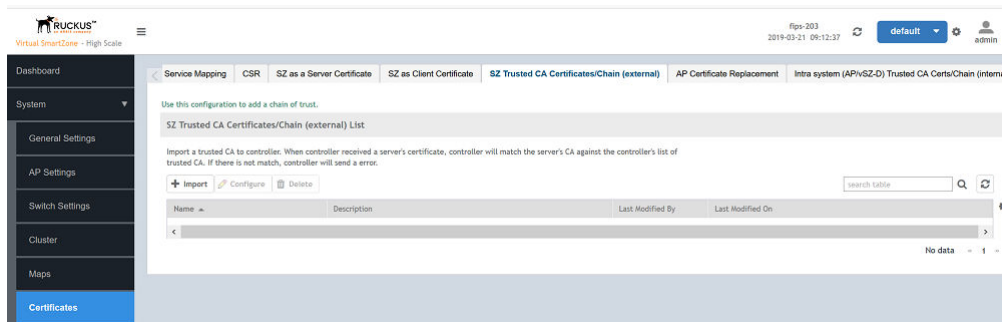 RUCKUS™
Virtual SmartZone - High Scale
fips-203
2019-03-21 09:12:37
default
admin
Dashboard
System
General Settings
AP Settings
Switch Settings
Cluster
Maps
Certificates
Service Mapping CSR SZ as a Server Certificate SZ as Client Certificate SZ Trusted CA Certificates/Chain (external) AP Certificate Replacement Intra system (AP/vSZ-D) Trusted CA Certs/Chain (intern
Use this configuration to add a chain of trust.
SZ Trusted CA Certificates/Chain (external) List
Import a trusted CA to controller. When controller received a server's certificate, controller will match the server's CA against the controller's list of
trusted CA. If there is not match, controller will send a error.
Import Configure Delete
search table
Name Description Last Modified By Last Modified On
No data 1